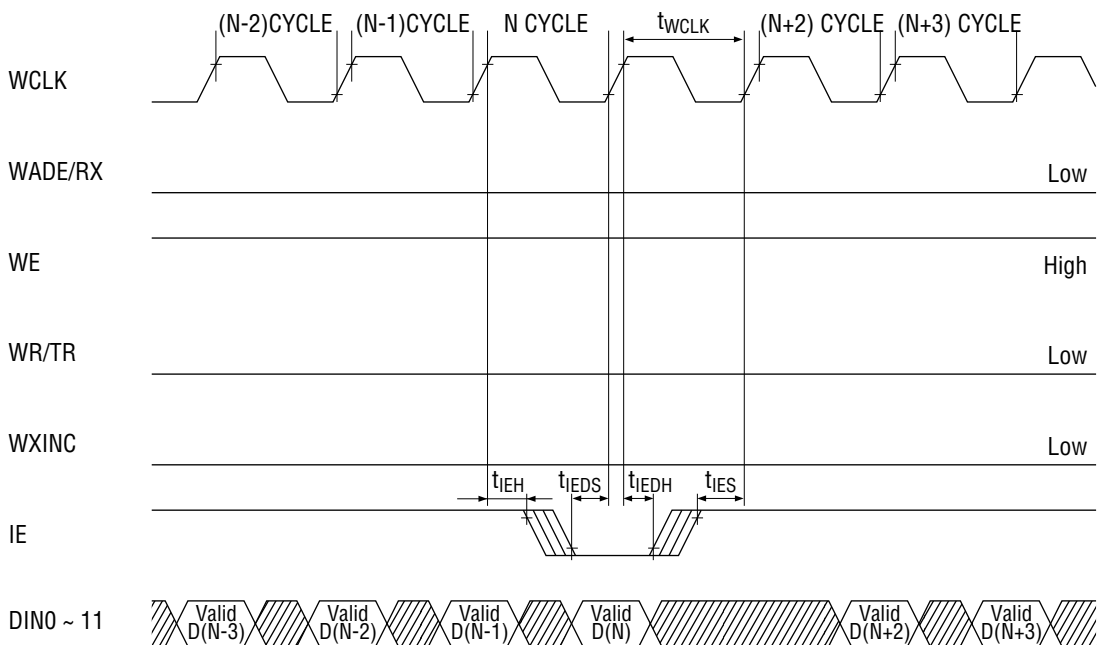 (N-2)CYCLE (N-1)CYCLE N CYCLE tWCLK (N+2) CYCLE (N+3) CYCLE
WCLK
WADE/RX Low
WE High
WR/TR Low
WXINC Low
tIEH tIEDS tIEDH tIES
IE
DIN0 ~ 11
Valid D(N-3)
Valid D(N-2)
Valid D(N-1)
Valid D(N)
Valid D(N+2)
Valid D(N+3)